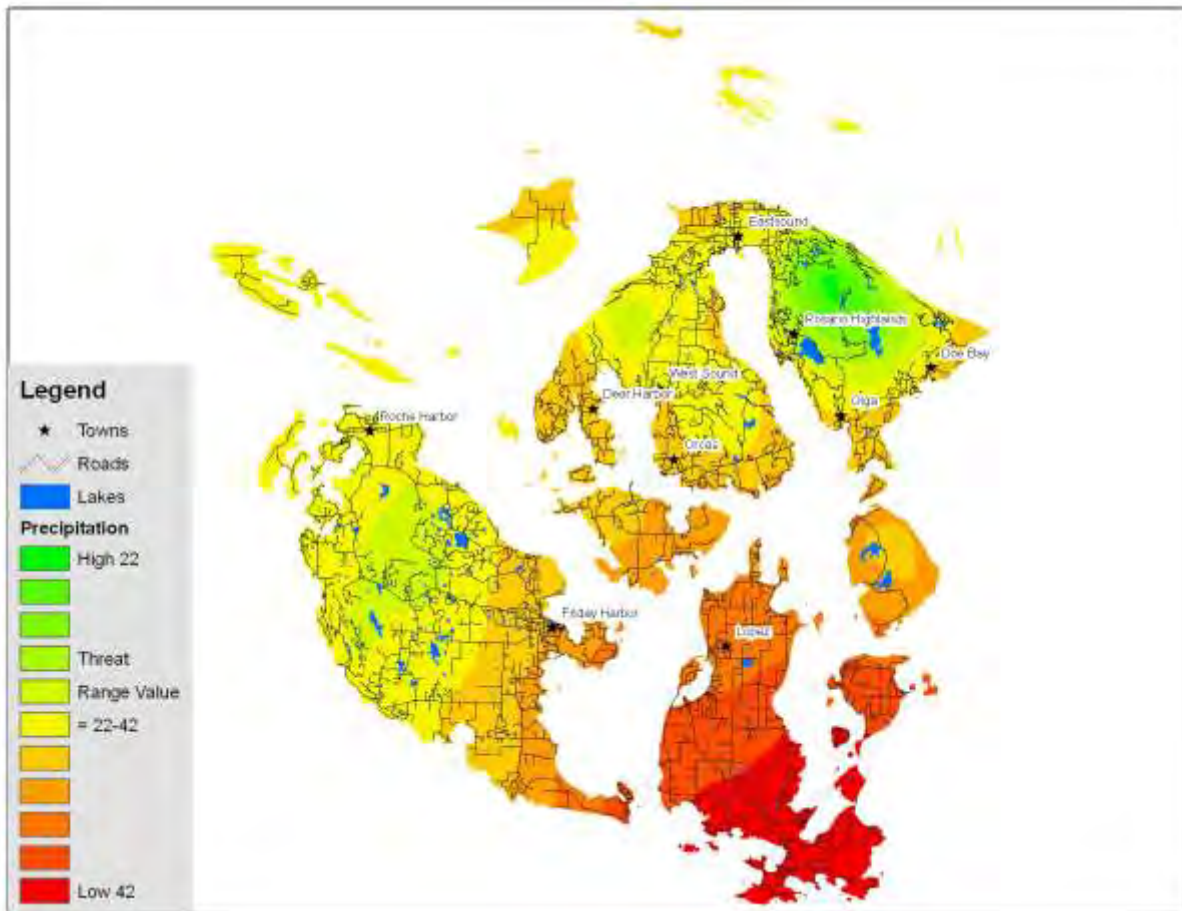 Eastsound
Rosario Highlands
Doe Bay
West Sound
Deer Harbor
Olga
Roche Harbor
Orcas
Friday Harbor
Lopez
Legend
Towns
Roads
Lakes
Precipitation
High 22
Threat
Range Value
= 22-42
Low 42